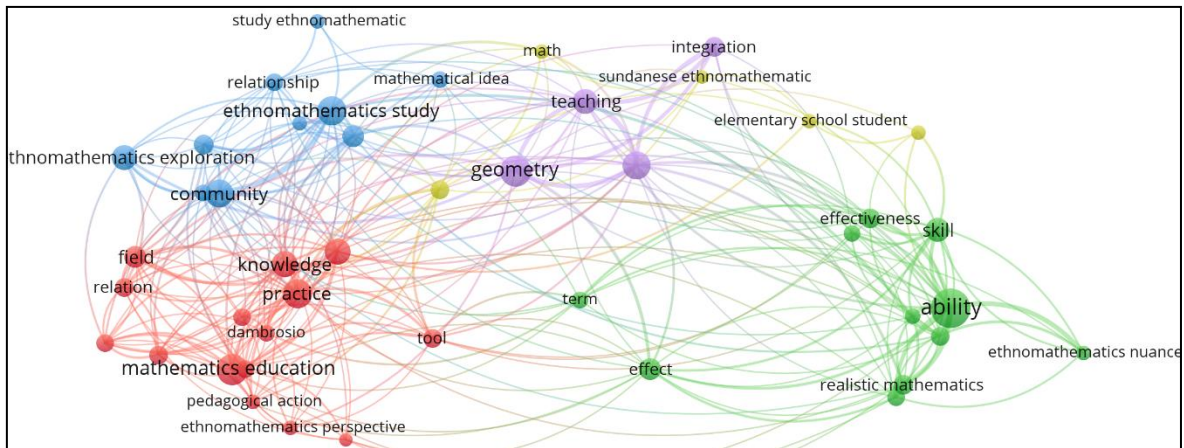 study ethnomathematic
math
integration
relationship
mathematical idea
sundanese ethnomathematic
ethnomathematics study
teaching
elementary school student
thnomathematics exploration
geometry
community
effectiveness
skill
field
knowledge
relation
practice
term
ability
dambrosio
tool
ethnomathematics nuance
mathematics education
effect
realistic mathematics
pedagogical action
ethnomathematics perspective